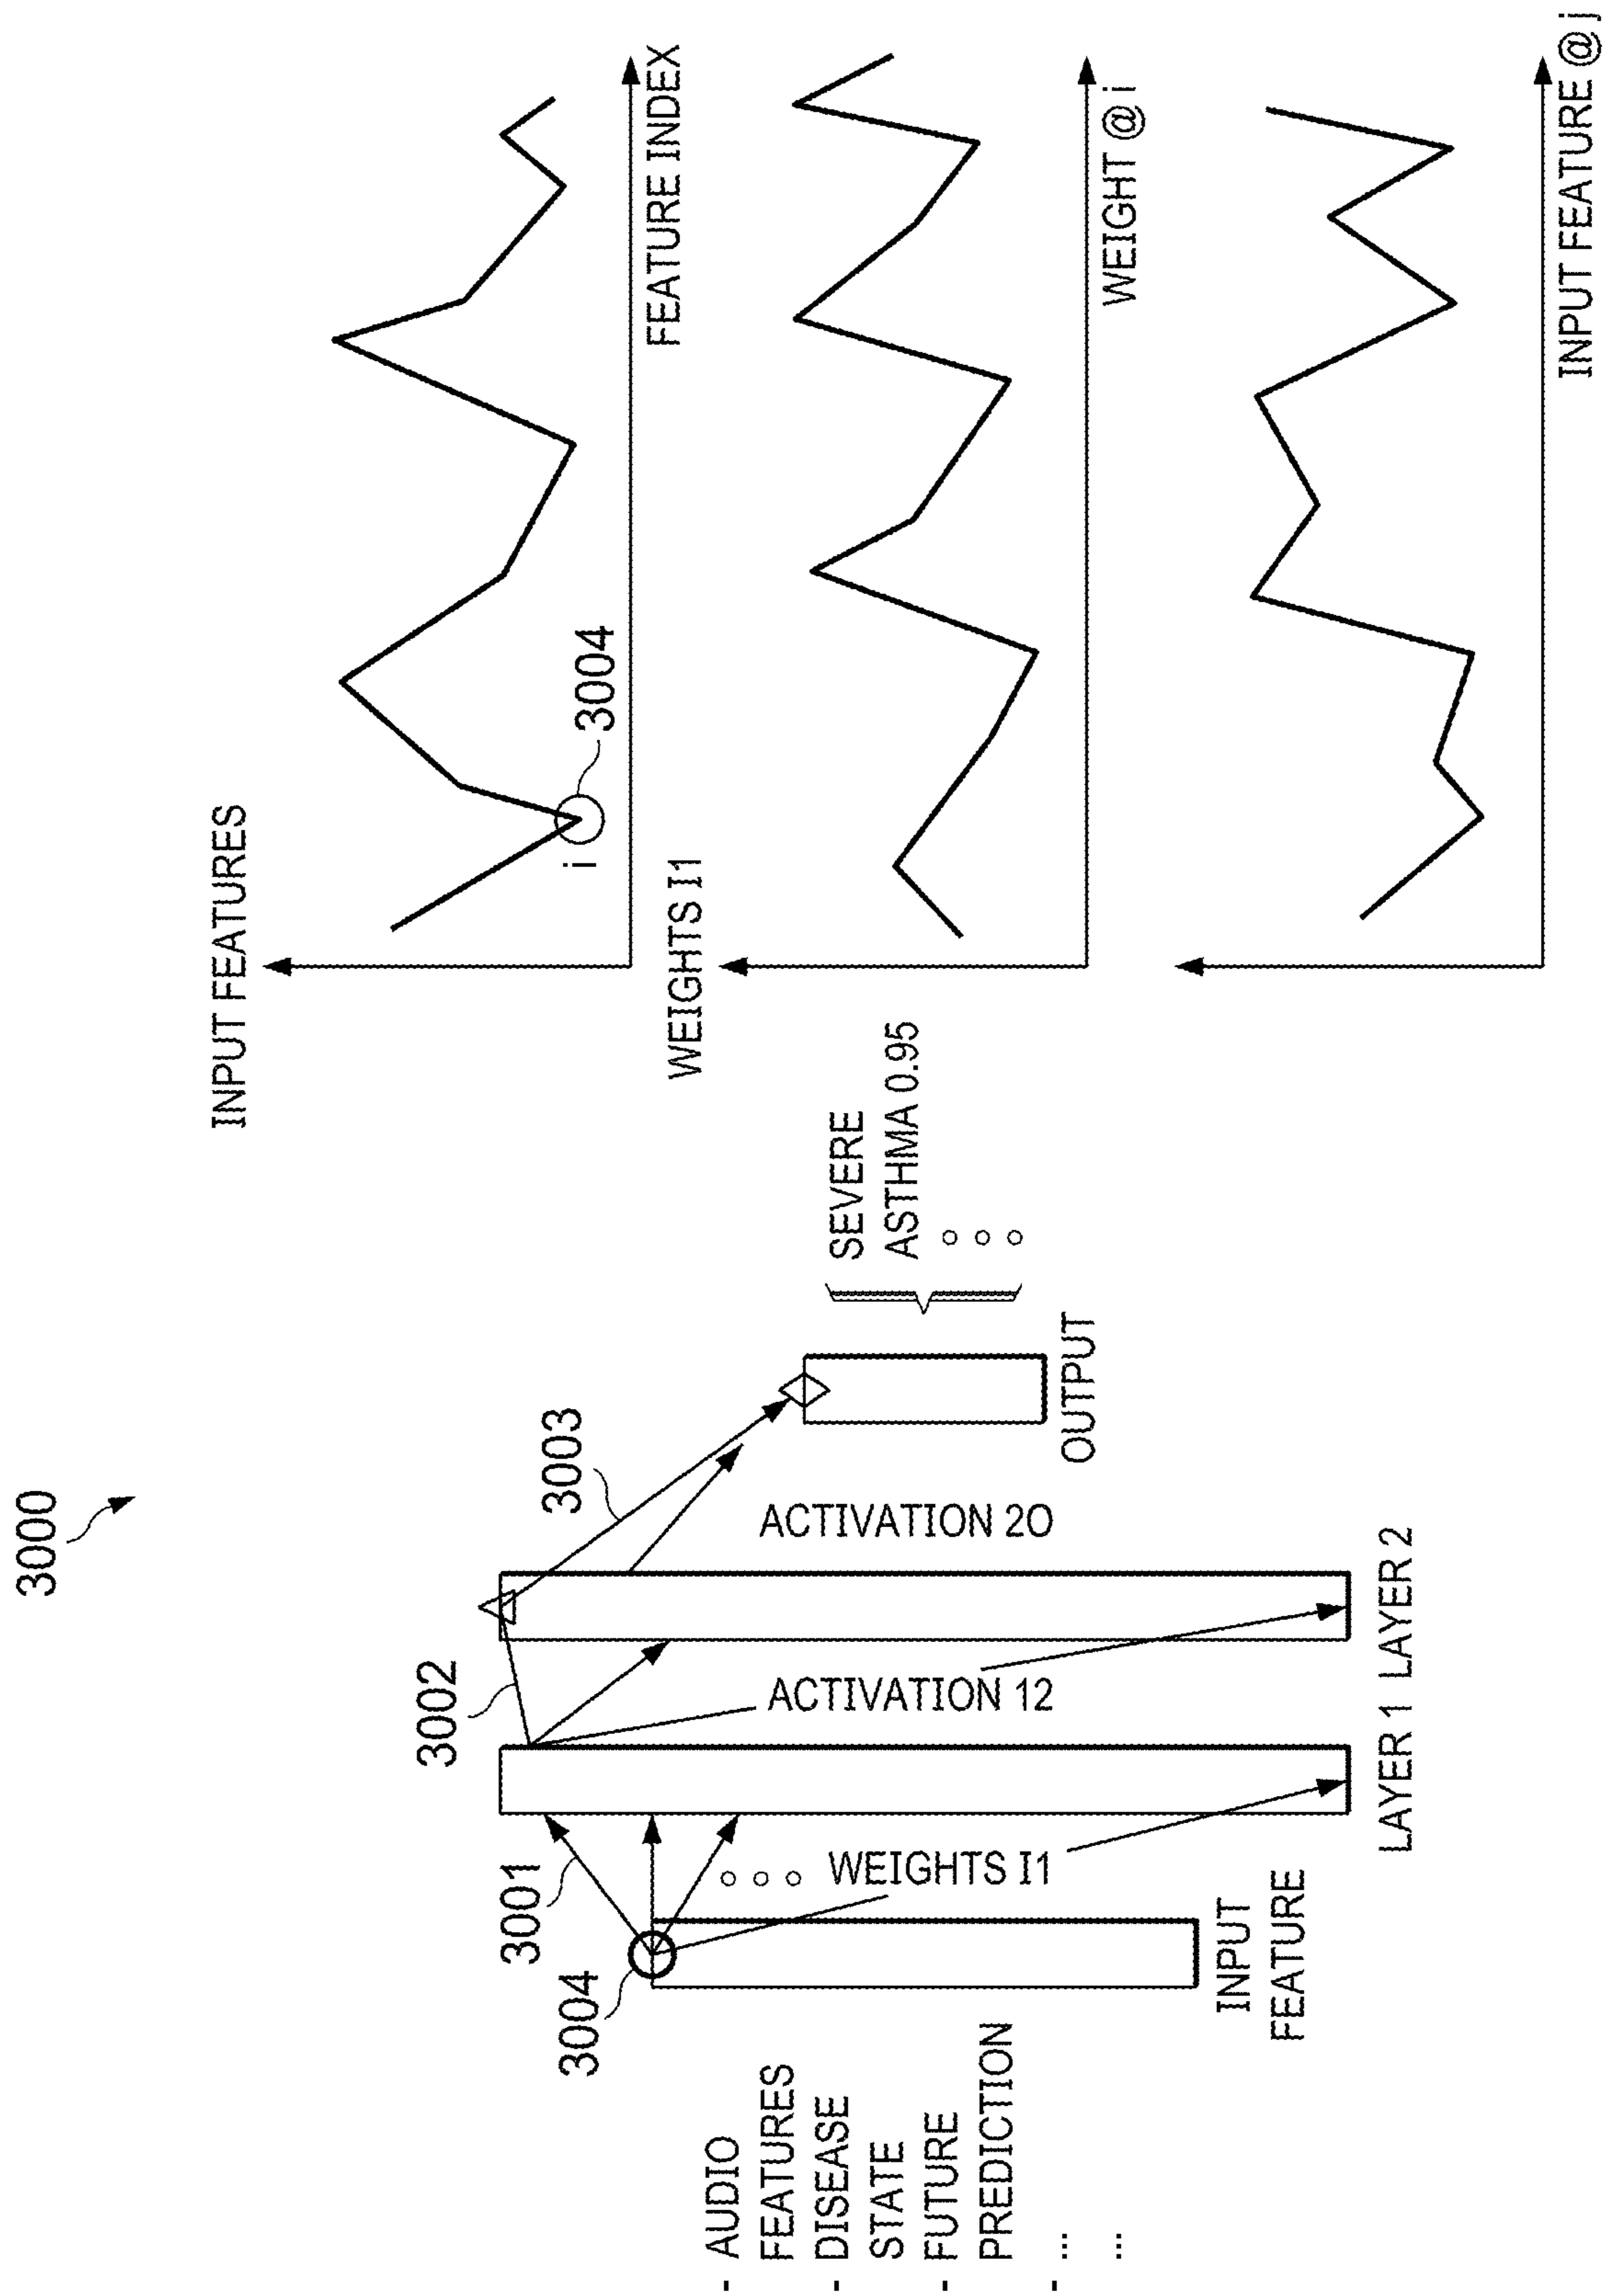 3000
- AUDIO
FEATURES
- DISEASE
STATE
- FUTURE
PREDICTION
- ...
...
3004
3001
3002
3003
WEIGHTS I1
ACTIVATION 12
ACTIVATION 2O
INPUT
FEATURE
LAYER 1
LAYER 2
OUTPUT
SEVERE
ASTHMA 0.95
INPUT FEATURES
i
3004
FEATURE INDEX
WEIGHTS I1
WEIGHT @ i
INPUT FEATURE @ j